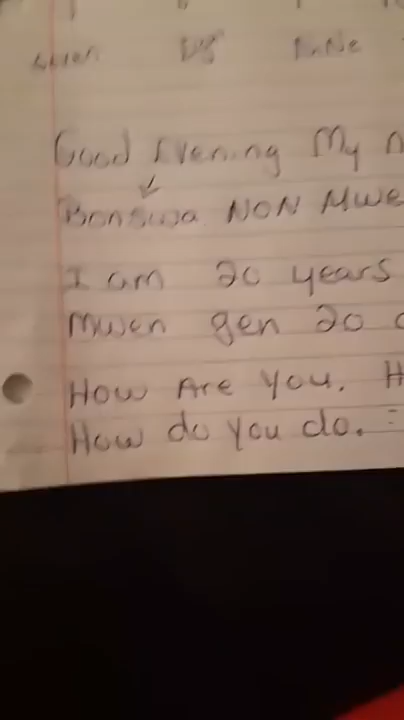 Good Evening My
Bonswa NON Mwe
I am 20 years
Mwen gen 20
How Are you. H
How do you do. =